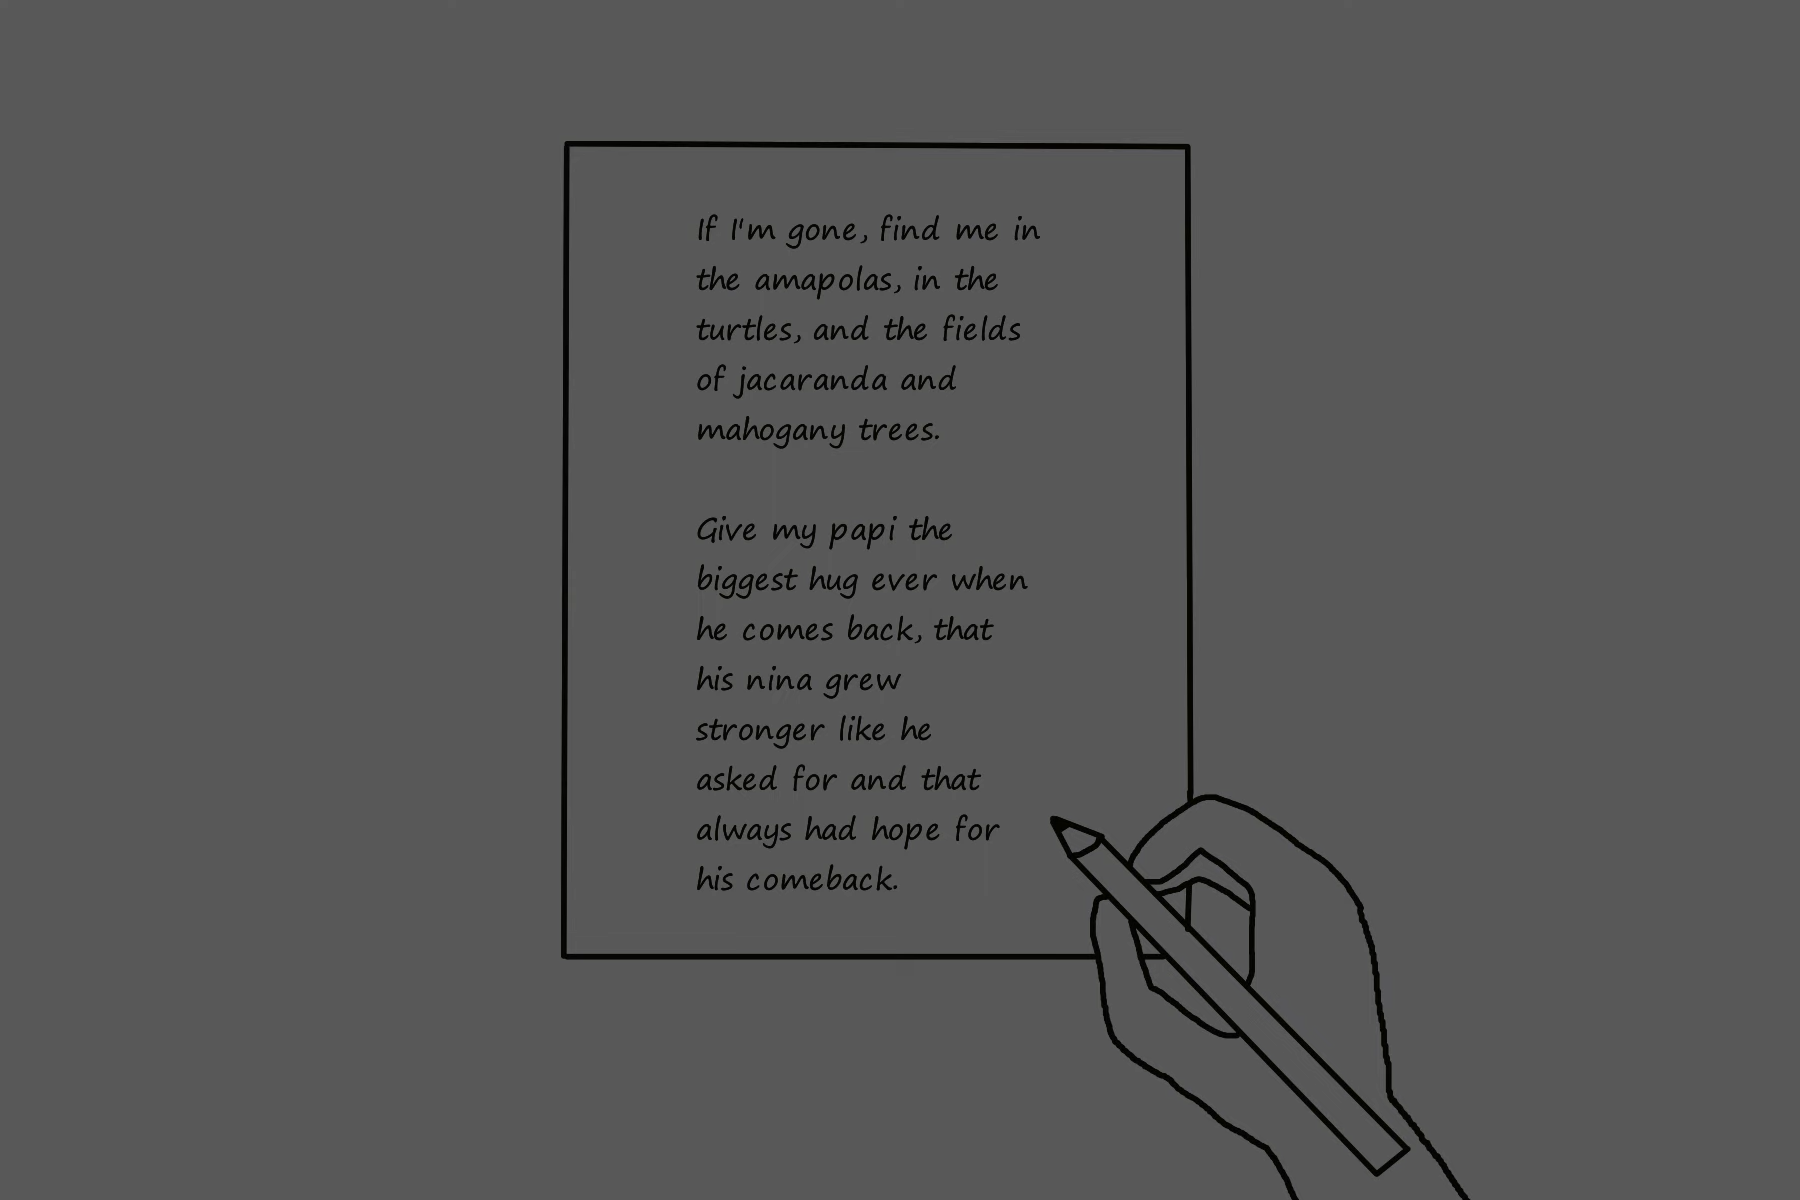 If I'm gone, find me in
the amapolas, in the
turtles, and the fields
of jacaranda and
mahogany trees.
Give my papi the
biggest hug ever when
he comes back, that
his nina grew
stronger like he
asked for and that
always had hope for
his comeback.